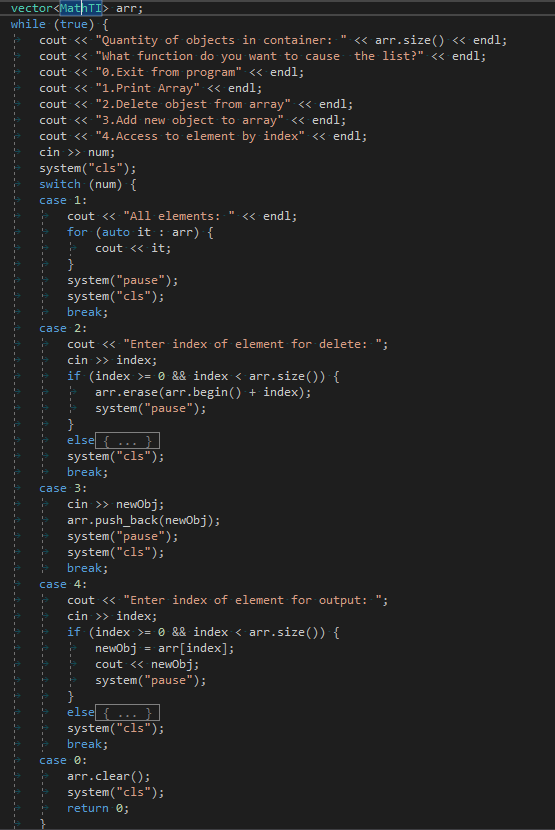 vector<MathTI> arr;
while (true) {
cout << "Quantity of objects in container: " << arr.size() << endl;
cout << "What function do you want to cause  the list?" << endl;
cout << "0.Exit from program" << endl;
cout << "1.Print Array" << endl;
cout << "2.Delete objest from array" << endl;
cout << "3.Add new object to array" << endl;
cout << "4.Access to element by index" << endl;
cin >> num;
system("cls");
switch (num) {
case 1:
cout << "All elements: " << endl;
for (auto it : arr) {
cout << it;
}
system("pause");
system("cls");
break;
case 2:
cout << "Enter index of element for delete: ";
cin >> index;
if (index >= 0 && index < arr.size()) {
arr.erase(arr.begin() + index);
system("pause");
}
else { ... }
system("cls");
break;
case 3:
cin >> newObj;
arr.push_back(newObj);
system("pause");
system("cls");
break;
case 4:
cout << "Enter index of element for output: ";
cin >> index;
if (index >= 0 && index < arr.size()) {
newObj = arr[index];
cout << newObj;
system("pause");
}
else { ... }
system("cls");
break;
case 0:
arr.clear();
system("cls");
return 0;
}